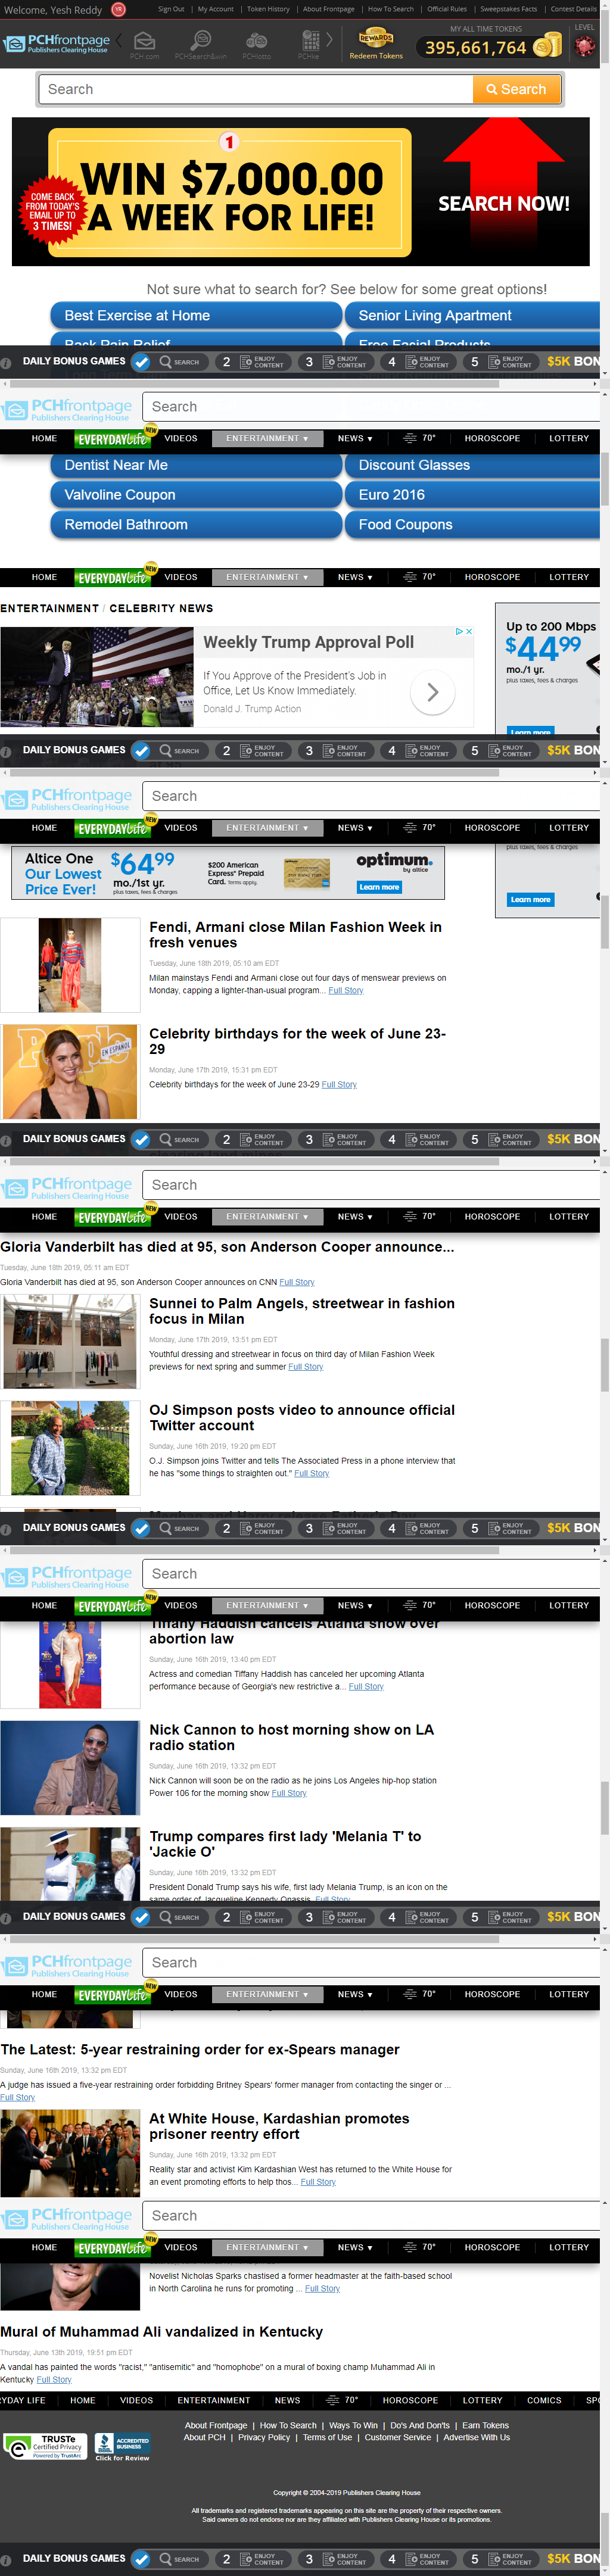 Welcome, Yesh Reddy YR Sign Out | My Account | Token History | About Frontpage | How To Search | Official Rules | Sweepstakes Facts | Contest Details
PCHfrontpage
Publishers Clearing House
PCH.com PCHSearch&win PCHlotto
REWARDS
Redeem Tokens
MY ALL TIME TOKENS
395,661,764
LEVEL
Search Search
1
WIN $7,000.00
A WEEK FOR LIFE!
COME BACK
FROM TODAY'S
EMAIL UP TO
3 TIMES!
SEARCH NOW!
Not sure what to search for? See below for some great options!
Best Exercise at Home Senior Living Apartment
Back Pain Relief Free Facial Products
DAILY BONUS GAMES SEARCH 2 ENJOY CONTENT 3 ENJOY CONTENT 4 ENJOY CONTENT 5 ENJOY CONTENT $5K BON
PCHfrontpage
Publishers Clearing House
Search
HOME EVERYDAYlife NEW VIDEOS ENTERTAINMENT ▼ NEWS ▼ 70° HOROSCOPE LOTTERY
Dentist Near Me Discount Glasses
Valvoline Coupon Euro 2016
Remodel Bathroom Food Coupons
HOME EVERYDAYlife NEW VIDEOS ENTERTAINMENT ▼ NEWS ▼ 70° HOROSCOPE LOTTERY
ENTERTAINMENT / CELEBRITY NEWS
Weekly Trump Approval Poll
If You Approve of the President's Job in
Office, Let Us Know Immediately.
Donald J. Trump Action
Up to 200 Mbps
$44.99
mo./1 yr.
plus taxes, fees & charges
Learn more
DAILY BONUS GAMES SEARCH 2 ENJOY CONTENT 3 ENJOY CONTENT 4 ENJOY CONTENT 5 ENJOY CONTENT $5K BON
PCHfrontpage
Publishers Clearing House
Search
HOME EVERYDAYlife NEW VIDEOS ENTERTAINMENT ▼ NEWS ▼ 70° HOROSCOPE LOTTERY
Altice One
Our Lowest
Price Ever!
$64.99
mo./1st yr.
plus taxes, fees & charges
$200 American
Express® Prepaid
Card. Terms apply.
optimum.
by altice
Learn more
plus taxes, fees & charges
Learn more
Fendi, Armani close Milan Fashion Week in
fresh venues
Tuesday, June 18th 2019, 05:10 am EDT
Milan mainstays Fendi and Armani close out four days of menswear previews on
Monday, capping a lighter-than-usual program... Full Story
People
EN ESPAÑOL
Celebrity birthdays for the week of June 23-
29
Monday, June 17th 2019, 15:31 pm EDT
Celebrity birthdays for the week of June 23-29 Full Story
DAILY BONUS GAMES SEARCH 2 ENJOY CONTENT 3 ENJOY CONTENT 4 ENJOY CONTENT 5 ENJOY CONTENT $5K BON
PCHfrontpage
Publishers Clearing House
Search
HOME EVERYDAYlife NEW VIDEOS ENTERTAINMENT ▼ NEWS ▼ 70° HOROSCOPE LOTTERY
Gloria Vanderbilt has died at 95, son Anderson Cooper announce...
Tuesday, June 18th 2019, 05:11 am EDT
Gloria Vanderbilt has died at 95, son Anderson Cooper announces on CNN Full Story
Sunnei to Palm Angels, streetwear in fashion
focus in Milan
Monday, June 17th 2019, 13:51 pm EDT
Youthful dressing and streetwear in focus on third day of Milan Fashion Week
previews for next spring and summer Full Story
OJ Simpson posts video to announce official
Twitter account
Sunday, June 16th 2019, 19:20 pm EDT
O.J. Simpson joins Twitter and tells The Associated Press in a phone interview that
he has "some things to straighten out." Full Story
DAILY BONUS GAMES SEARCH 2 ENJOY CONTENT 3 ENJOY CONTENT 4 ENJOY CONTENT 5 ENJOY CONTENT $5K BON
PCHfrontpage
Publishers Clearing House
Search
HOME EVERYDAYlife NEW VIDEOS ENTERTAINMENT ▼ NEWS ▼ 70° HOROSCOPE LOTTERY
Tiffany Haddish cancels Atlanta show over
abortion law
Sunday, June 16th 2019, 13:40 pm EDT
Actress and comedian Tiffany Haddish has canceled her upcoming Atlanta
performance because of Georgia's new restrictive a... Full Story
Nick Cannon to host morning show on LA
radio station
Sunday, June 16th 2019, 13:32 pm EDT
Nick Cannon will soon be on the radio as he joins Los Angeles hip-hop station
Power 106 for the morning show Full Story
Trump compares first lady 'Melania T' to
'Jackie O'
Sunday, June 16th 2019, 13:32 pm EDT
President Donald Trump says his wife, first lady Melania Trump, is an icon on the
same order of Jacqueline Kennedy Onassis. Full Story
DAILY BONUS GAMES SEARCH 2 ENJOY CONTENT 3 ENJOY CONTENT 4 ENJOY CONTENT 5 ENJOY CONTENT $5K BON
PCHfrontpage
Publishers Clearing House
Search
HOME EVERYDAYlife NEW VIDEOS ENTERTAINMENT ▼ NEWS ▼ 70° HOROSCOPE LOTTERY
The Latest: 5-year restraining order for ex-Spears manager
Sunday, June 16th 2019, 13:32 pm EDT
A judge has issued a five-year restraining order forbidding Britney Spears' former manager from contacting the singer or ...
Full Story
At White House, Kardashian promotes
prisoner reentry effort
Sunday, June 16th 2019, 13:32 pm EDT
Reality star and activist Kim Kardashian West has returned to the White House for
an event promoting efforts to help thos... Full Story
PCHfrontpage
Publishers Clearing House
Search
HOME EVERYDAYlife NEW VIDEOS ENTERTAINMENT ▼ NEWS ▼ 70° HOROSCOPE LOTTERY
Novelist Nicholas Sparks chastised a former headmaster at the faith-based school
in North Carolina he runs for promoting ... Full Story
Mural of Muhammad Ali vandalized in Kentucky
Thursday, June 13th 2019, 19:51 pm EDT
A vandal has painted the words "racist," "antisemitic" and "homophobe" on a mural of boxing champ Muhammad Ali in
Kentucky Full Story
YDAY LIFE HOME VIDEOS ENTERTAINMENT NEWS 70° HOROSCOPE LOTTERY COMICS SPO
TRUSTe
Certified Privacy
Powered by TrustArc
BBB ACCREDITED BUSINESS
Click for Review
About Frontpage | How To Search | Ways To Win | Do's And Don'ts | Earn Tokens
About PCH | Privacy Policy | Terms of Use | Customer Service | Advertise With Us
Copyright © 2004-2019 Publishers Clearing House
All trademarks and registered trademarks appearing on this site are the property of their respective owners.
Said owners do not endorse nor are they affiliated with Publishers Clearing House or its promotions.
DAILY BONUS GAMES SEARCH 2 ENJOY CONTENT 3 ENJOY CONTENT 4 ENJOY CONTENT 5 ENJOY CONTENT $5K BON